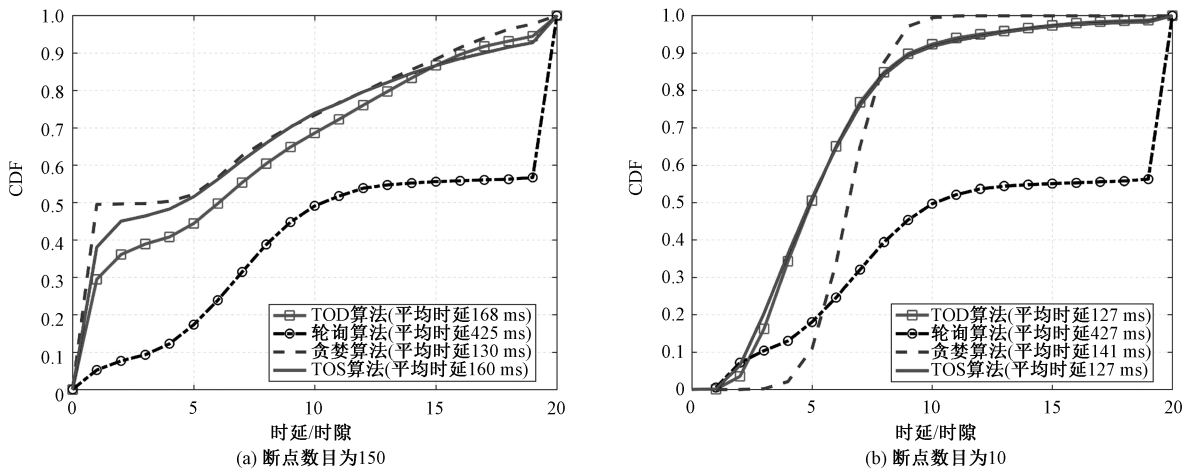 1.0
0.9
0.8
0.7
0.6
0.5
0.4
0.3
0.2
0.1
0
CDF
0
5
10
15
20
时延/时隙
TOD算法(平均时延168 ms)
轮询算法(平均时延425 ms)
贪婪算法(平均时延130 ms)
TOS算法(平均时延160 ms)
(a) 断点数目为150
1.0
0.9
0.8
0.7
0.6
0.5
0.4
0.3
0.2
0.1
0
CDF
0
5
10
15
20
时延/时隙
TOD算法(平均时延127 ms)
轮询算法(平均时延427 ms)
贪婪算法(平均时延141 ms)
TOS算法(平均时延127 ms)
(b) 断点数目为10